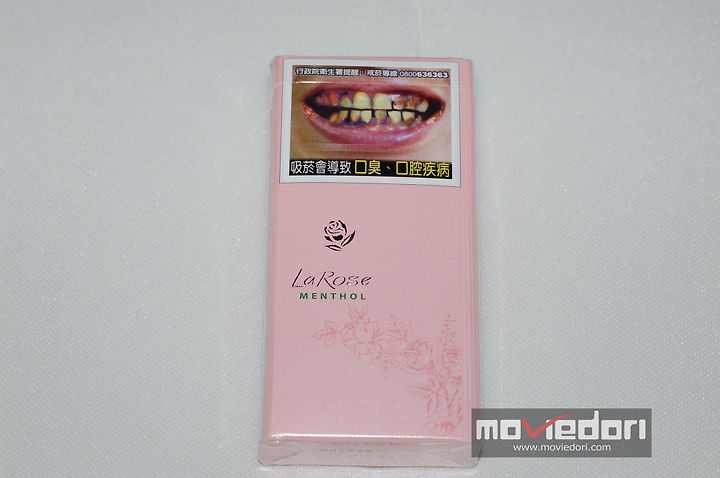 行政院衛生署提醒您 戒菸專線 0800636363
吸菸會導致口臭、口腔疾病
LaRose
MENTHOL
moviedori
www.moviedori.com